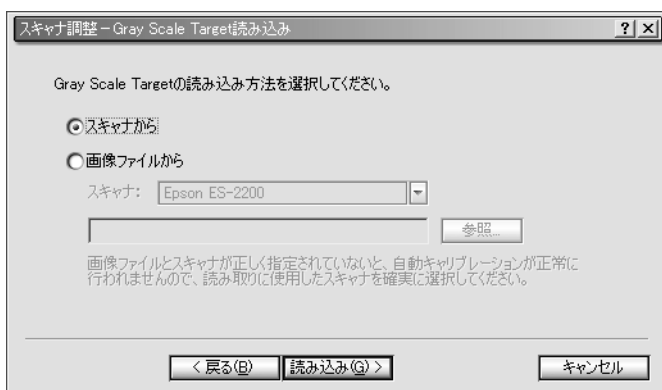 スキャナ調整－Gray Scale Target読み込み
Gray Scale Targetの読み込み方法を選択してください。
スキャナから
画像ファイルから
スキャナ: Epson ES-2200
参照...
画像ファイルとスキャナが正しく指定されていないと、自動キャリブレーションが正常に
行われませんので、読み取りに使用したスキャナを確実に選択してください。
< 戻る(B) 読み込み(G) > キャンセル